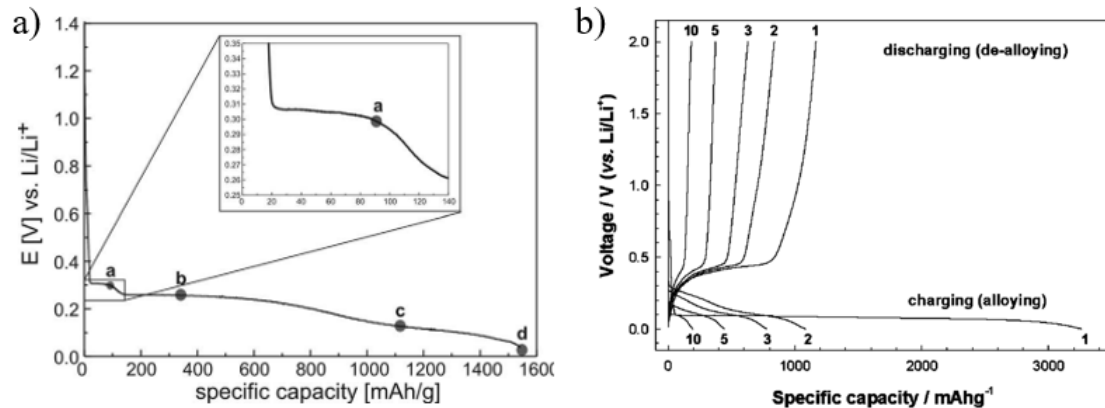 a)
1.4
1.2
1.0
0.8
0.6
0.4
0.2
0.0
E [V] vs. Li/Li+
0 200 400 600 800 1000 1200 1400 1600
specific capacity [mAh/g]
a
b
c
d
0.35
0.34
0.33
0.32
0.31
0.30
0.29
0.28
0.26
0.25
0 20 40 60 80 100 120 140
a
b)
2.0
1.5
1.0
0.5
0.0
Voltage / V (vs. Li/Li+)
10 5 3 2 1
discharging (de-alloying)
charging (alloying)
10 5 3 2 1
0 1000 2000 3000
Specific capacity / mAhg-1